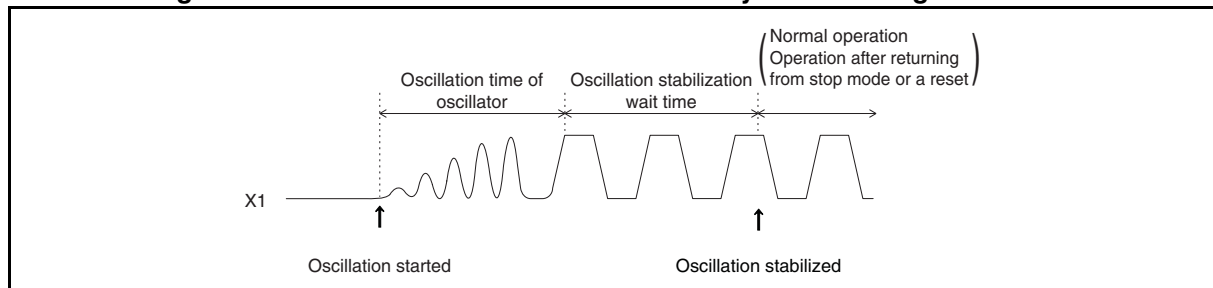 Oscillation time of
oscillator
Oscillation stabilization
wait time
Normal operation
Operation after returning
from stop mode or a reset
X1
Oscillation started
Oscillation stabilized